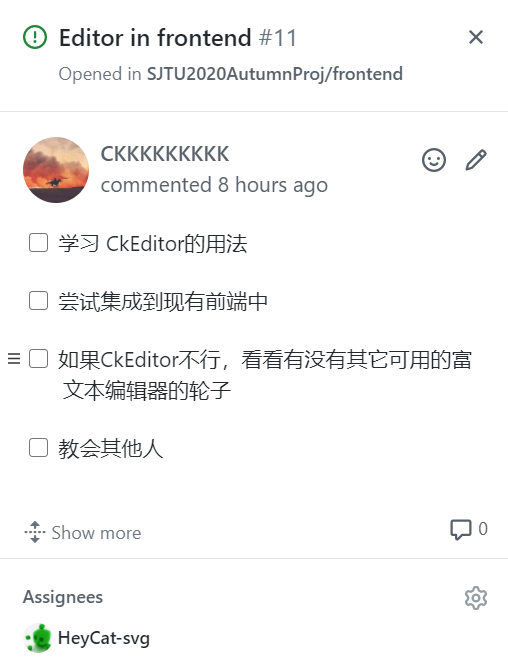 Editor in frontend #11
Opened in SJTU2020AutumnProj/frontend
CKKKKKKKKK
commented 8 hours ago
学习 CkEditor的用法
尝试集成到现有前端中
如果CkEditor不行，看看有没有其它可用的富
文本编辑器的轮子
教会其他人
Show more
0
Assignees
HeyCat-svg